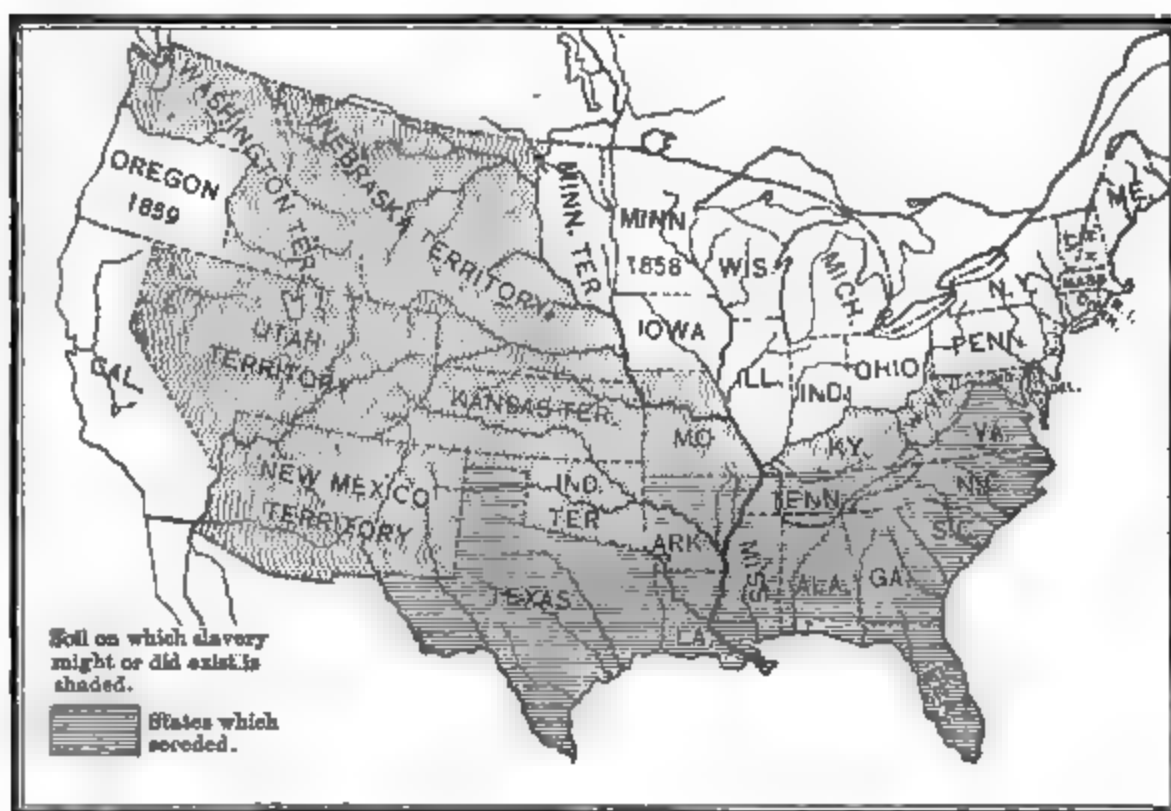 WASHINGTON TER.
NEBRASKA
TERRITORY
OREGON
1859
MINN. TER
MINN
1858
WIS.
MICH.
ME.
N.Y.
MASS
IOWA
PENN.
OHIO
ILL.
IND.
UTAH
TERRITORY
CAL.
KANSAS TER.
MO.
KY.
VA.
DEL.
NEW MEXICO
TERRITORY
IND.
TER
TENN.
N.C.
S.C.
ARK.
MISS
ALA.
GA.
TEXAS
LA.
Soil on which slavery
might or did exist is
shaded.
States which
seceded.